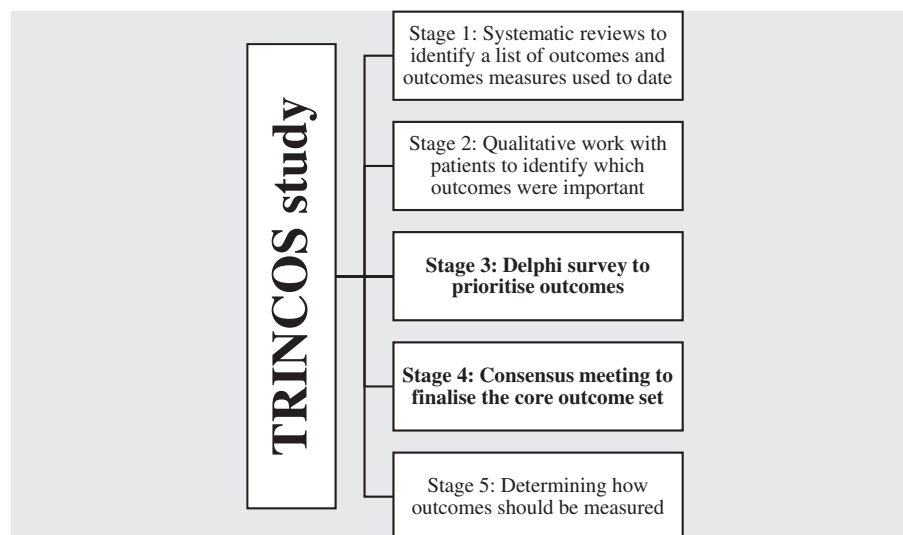 TRINCOS study
Stage 1: Systematic reviews to
identify a list of outcomes and
outcomes measures used to date
Stage 2: Qualitative work with
patients to identify which
outcomes were important
Stage 3: Delphi survey to
prioritise outcomes
Stage 4: Consensus meeting to
finalise the core outcome set
Stage 5: Determining how
outcomes should be measured